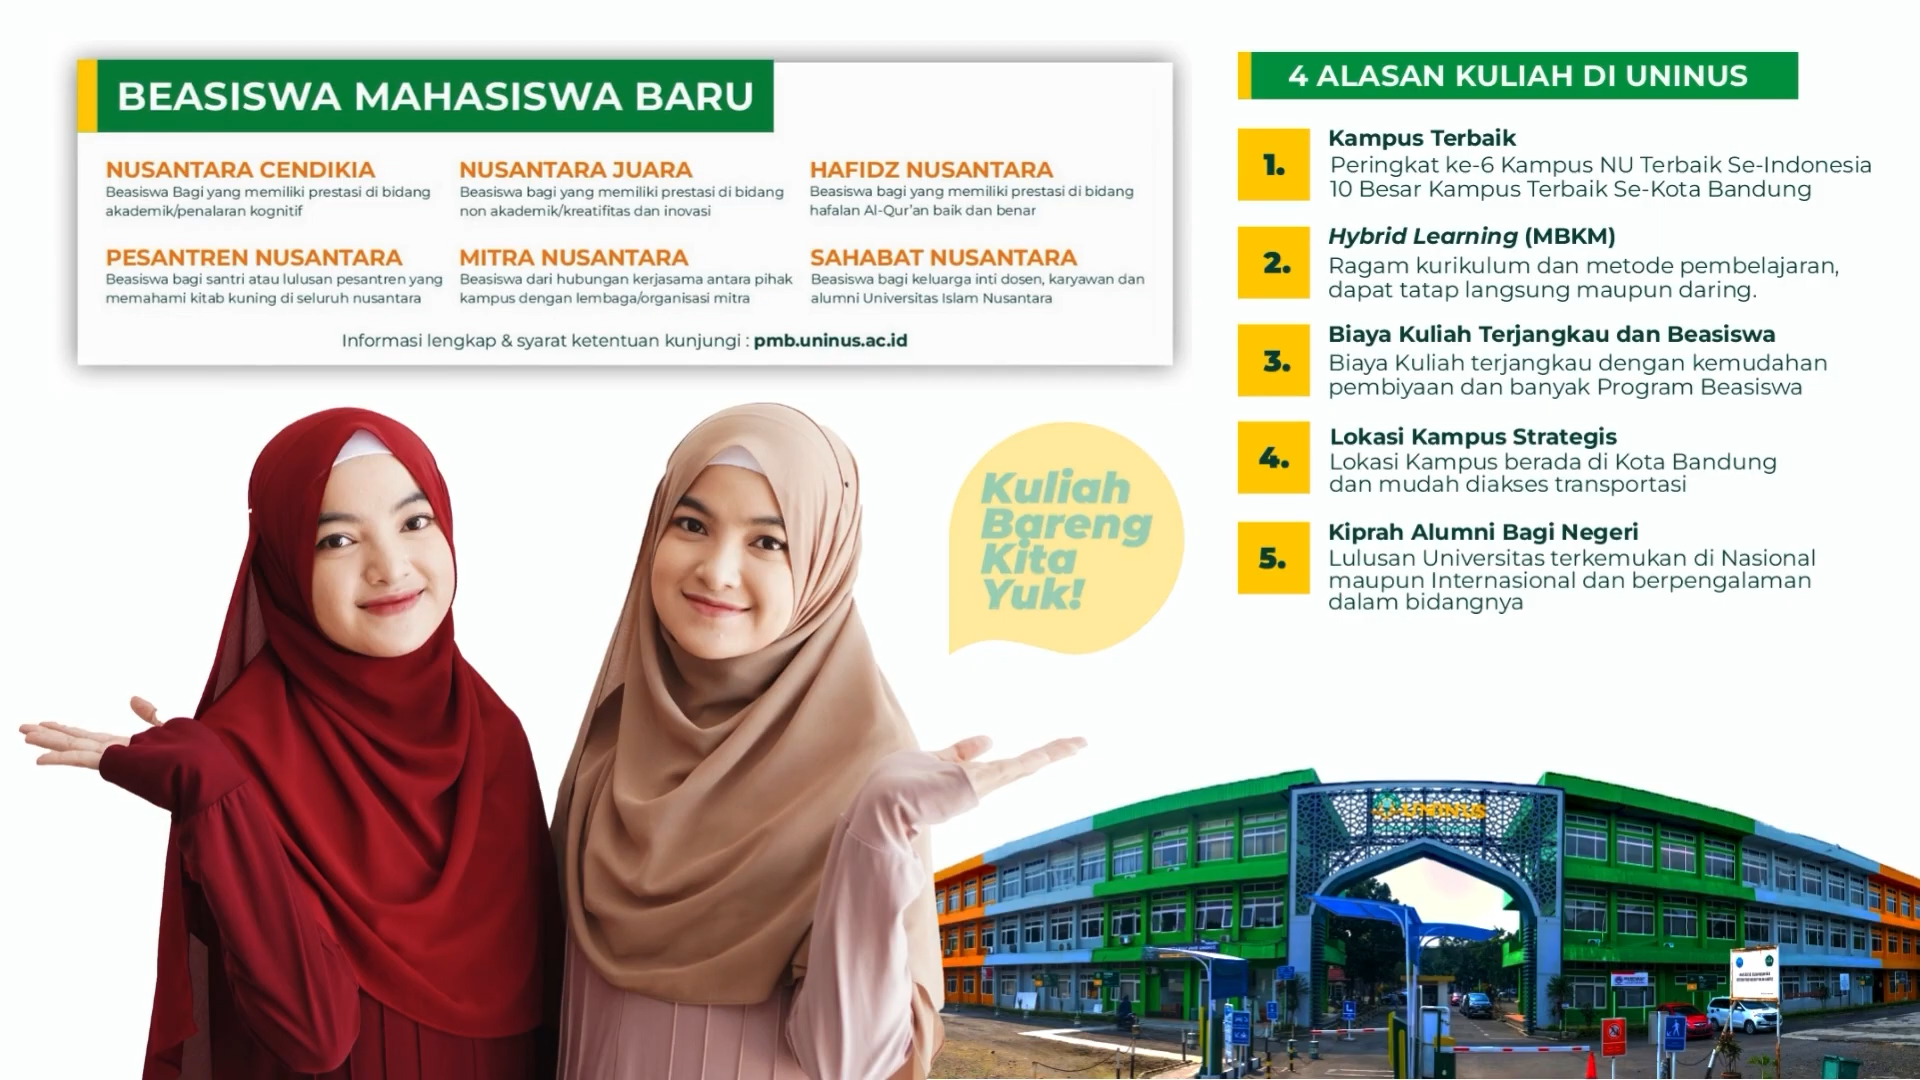 BEASISWA MAHASISWA BARU
NUSANTARA CENDIKIA
Beasiswa Bagi yang memiliki prestasi di bidang
akademik/penalaran kognitif
NUSANTARA JUARA
Beasiswa bagi yang memiliki prestasi di bidang
non akademik/kreatifitas dan inovasi
HAFIDZ NUSANTARA
Beasiswa bagi yang memiliki prestasi di bidang
hafalan Al-Qur'an baik dan benar
PESANTREN NUSANTARA
Beasiswa bagi santri atau lulusan pesantren yang
memahami kitab kuning di seluruh nusantara
MITRA NUSANTARA
Beasiswa dari hubungan kerjasama antara pihak
kampus dengan lembaga/organisasi mitra
SAHABAT NUSANTARA
Beasiswa bagi keluarga inti dosen, karyawan dan
alumni Universitas Islam Nusantara
Informasi lengkap & syarat ketentuan kunjungi : pmb.uninus.ac.id
4 ALASAN KULIAH DI UNINUS
1.
Kampus Terbaik
Peringkat ke-6 Kampus NU Terbaik Se-Indonesia
10 Besar Kampus Terbaik Se-Kota Bandung
2.
Hybrid Learning (MBKM)
Ragam kurikulum dan metode pembelajaran,
dapat tatap langsung maupun daring.
3.
Biaya Kuliah Terjangkau dan Beasiswa
Biaya Kuliah terjangkau dengan kemudahan
pembiyaan dan banyak Program Beasiswa
4.
Lokasi Kampus Strategis
Lokasi Kampus berada di Kota Bandung
dan mudah diakses transportasi
5.
Kiprah Alumni Bagi Negeri
Lulusan Universitas terkemukan di Nasional
maupun Internasional dan berpengalaman
dalam bidangnya
Kuliah
Bareng
Kita
Yuk!
UNINUS